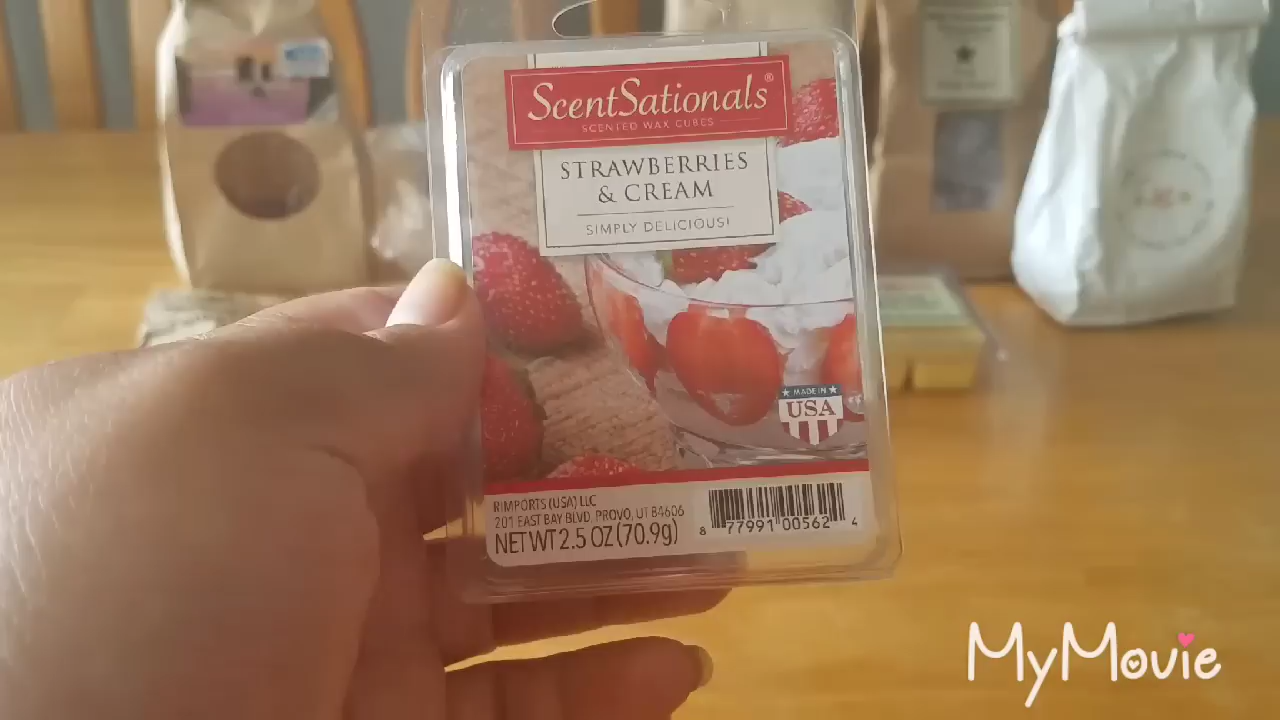 ScentSationals®
SCENTED WAX CUBES
STRAWBERRIES
& CREAM
SIMPLY DELICIOUS!
MADE IN
USA
RIMPORTS (USA) LLC
201 EAST BAY BLVD, PROVO, UT 84606
NET WT 2.5 OZ (70.9g)
8 77991 00562 4
MyMovie